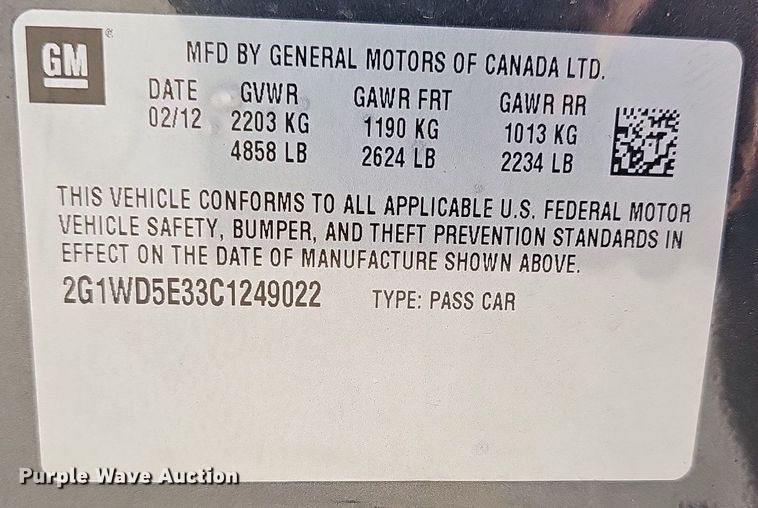 GM®
MFD BY GENERAL MOTORS OF CANADA LTD.
DATE GVWR GAWR FRT GAWR RR
02/12 2203 KG 1190 KG 1013 KG
4858 LB 2624 LB 2234 LB
THIS VEHICLE CONFORMS TO ALL APPLICABLE U.S. FEDERAL MOTOR
VEHICLE SAFETY, BUMPER, AND THEFT PREVENTION STANDARDS IN
EFFECT ON THE DATE OF MANUFACTURE SHOWN ABOVE.
2G1WD5E33C1249022 TYPE: PASS CAR
Purple Wave Auction